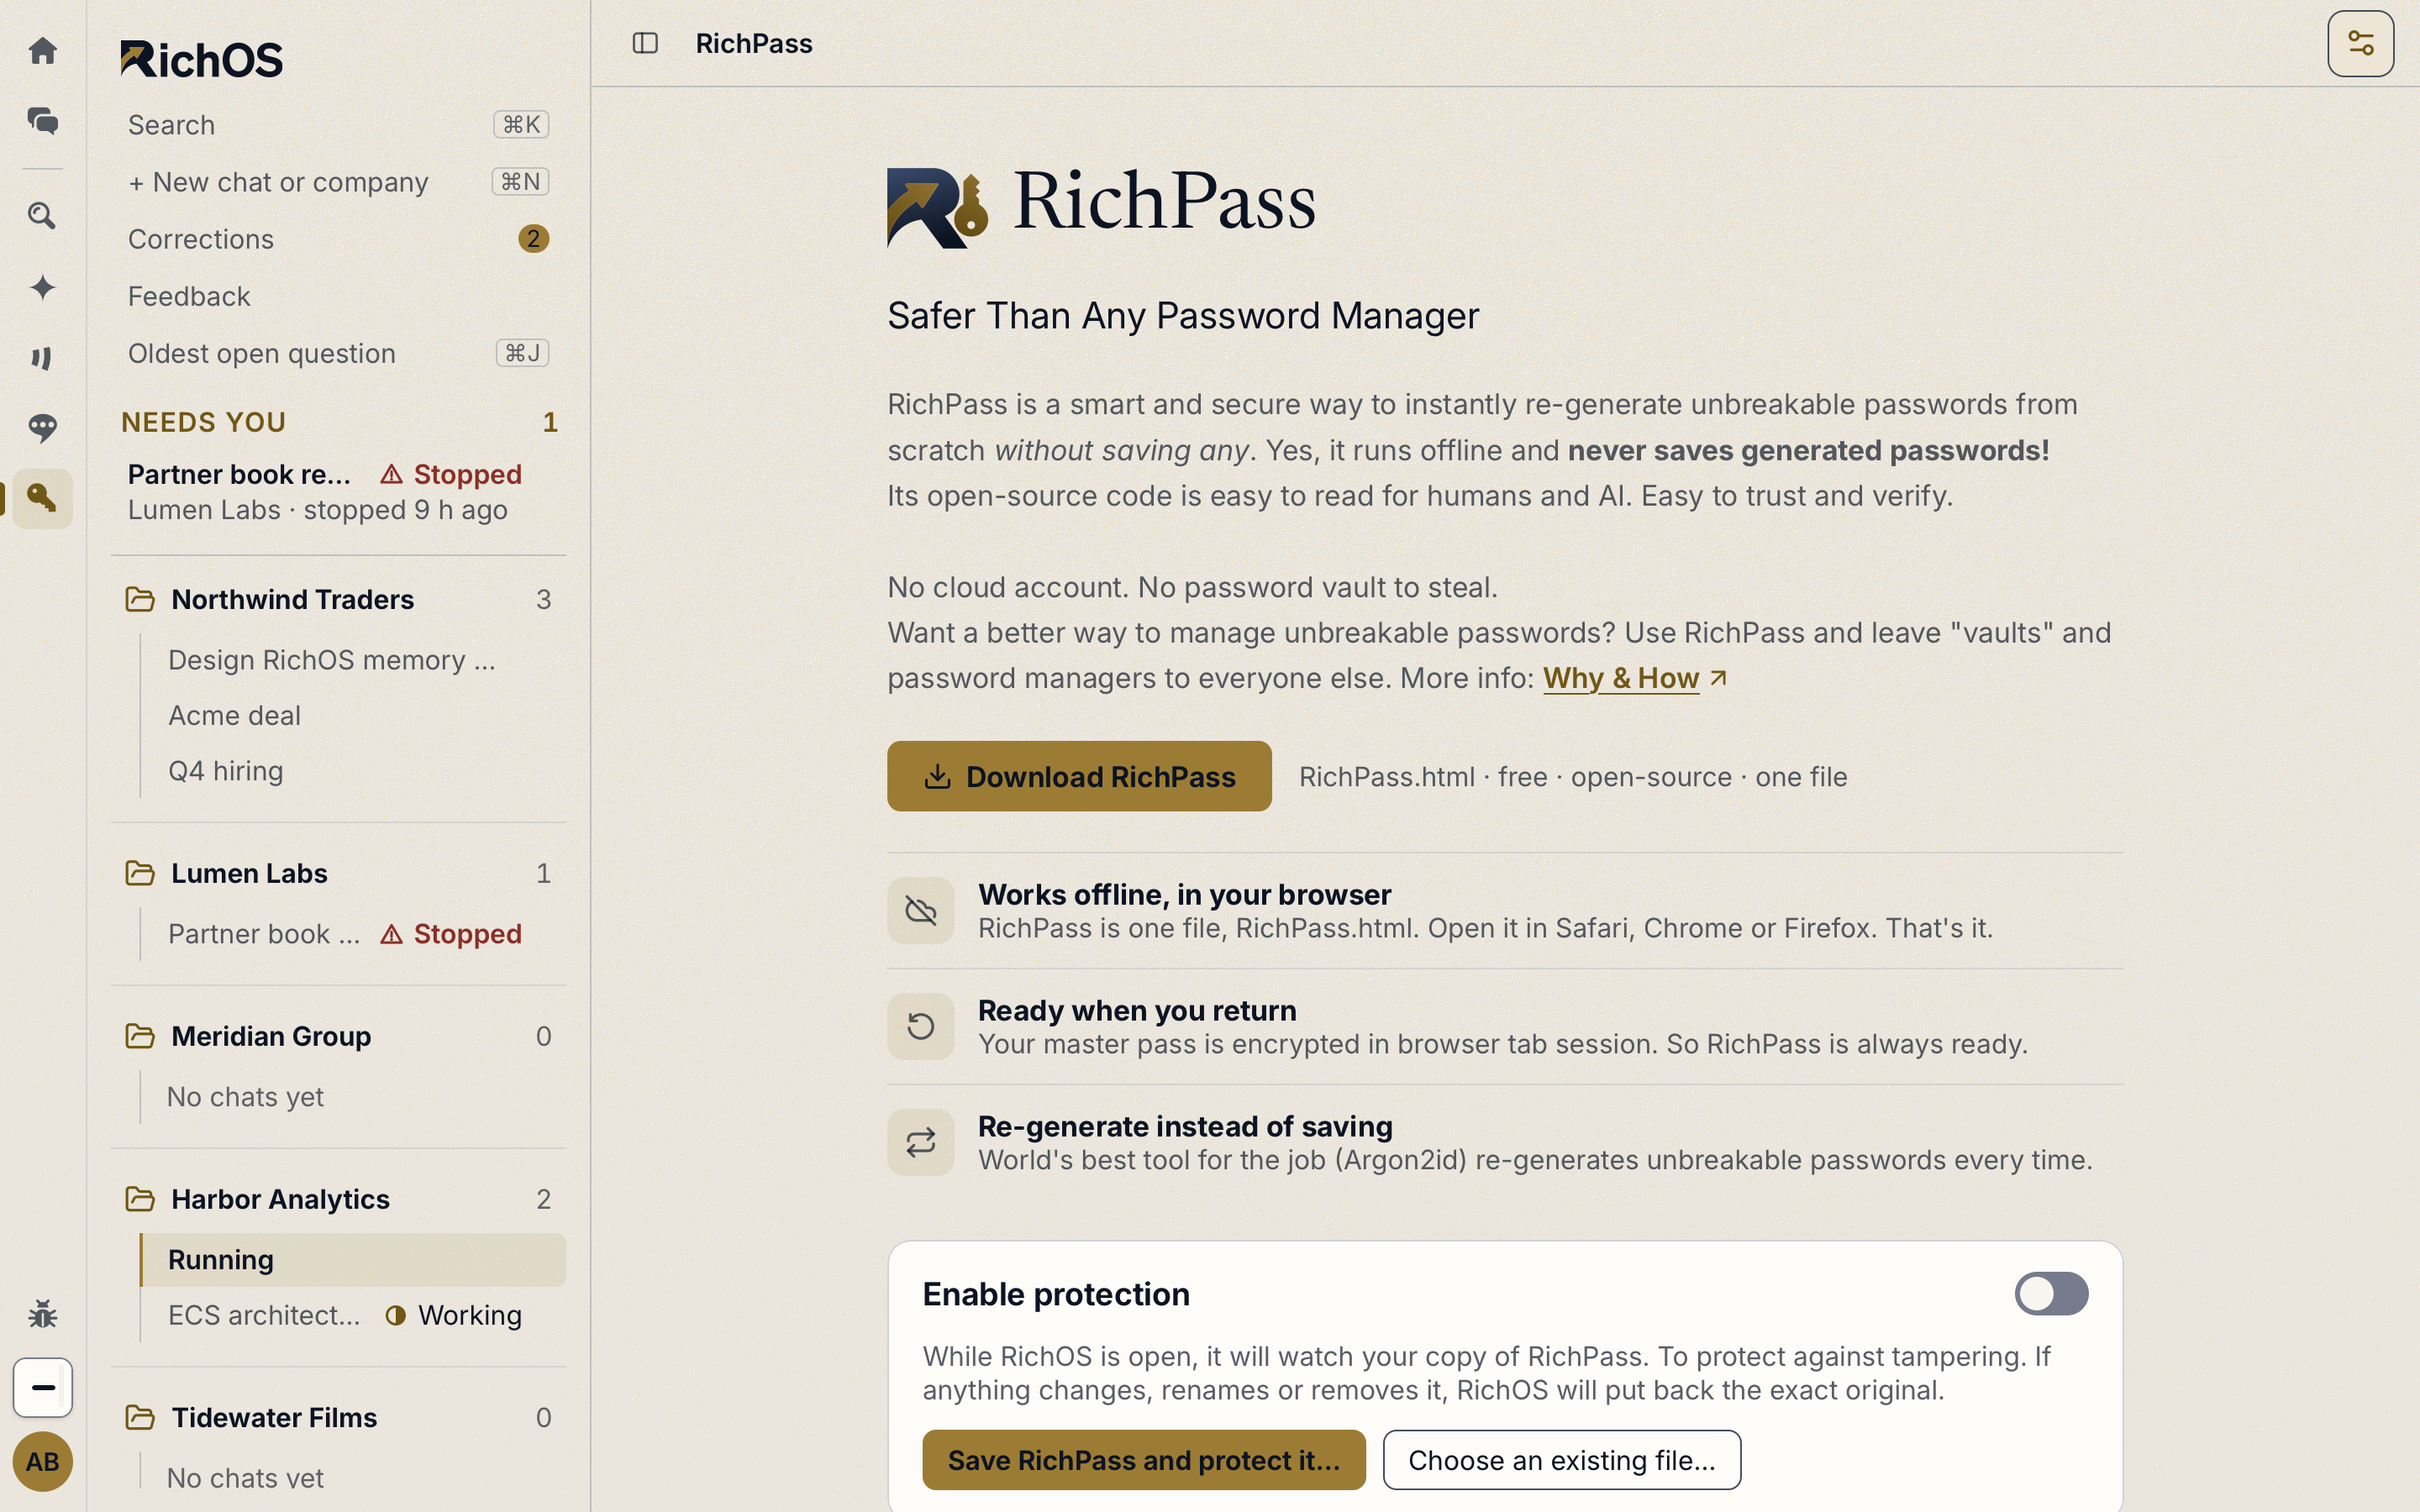 RichOS
Search ⌘K
+ New chat or company ⌘N
Corrections 2
Feedback
Oldest open question ⌘J
NEEDS YOU 1
Partner book re... Stopped
Lumen Labs · stopped 9 h ago
Northwind Traders 3
Design RichOS memory ...
Acme deal
Q4 hiring
Lumen Labs 1
Partner book ... Stopped
Meridian Group 0
No chats yet
Harbor Analytics 2
Running
ECS architect... Working
Tidewater Films 0
No chats yet
AB
RichPass
RichPass
Safer Than Any Password Manager
RichPass is a smart and secure way to instantly re-generate unbreakable passwords from
scratch without saving any. Yes, it runs offline and never saves generated passwords!
Its open-source code is easy to read for humans and AI. Easy to trust and verify.
No cloud account. No password vault to steal.
Want a better way to manage unbreakable passwords? Use RichPass and leave "vaults" and
password managers to everyone else. More info: Why & How ↗
Download RichPass RichPass.html · free · open-source · one file
Works offline, in your browser
RichPass is one file, RichPass.html. Open it in Safari, Chrome or Firefox. That's it.
Ready when you return
Your master pass is encrypted in browser tab session. So RichPass is always ready.
Re-generate instead of saving
World's best tool for the job (Argon2id) re-generates unbreakable passwords every time.
Enable protection
While RichOS is open, it will watch your copy of RichPass. To protect against tampering. If
anything changes, renames or removes it, RichOS will put back the exact original.
Save RichPass and protect it... Choose an existing file...